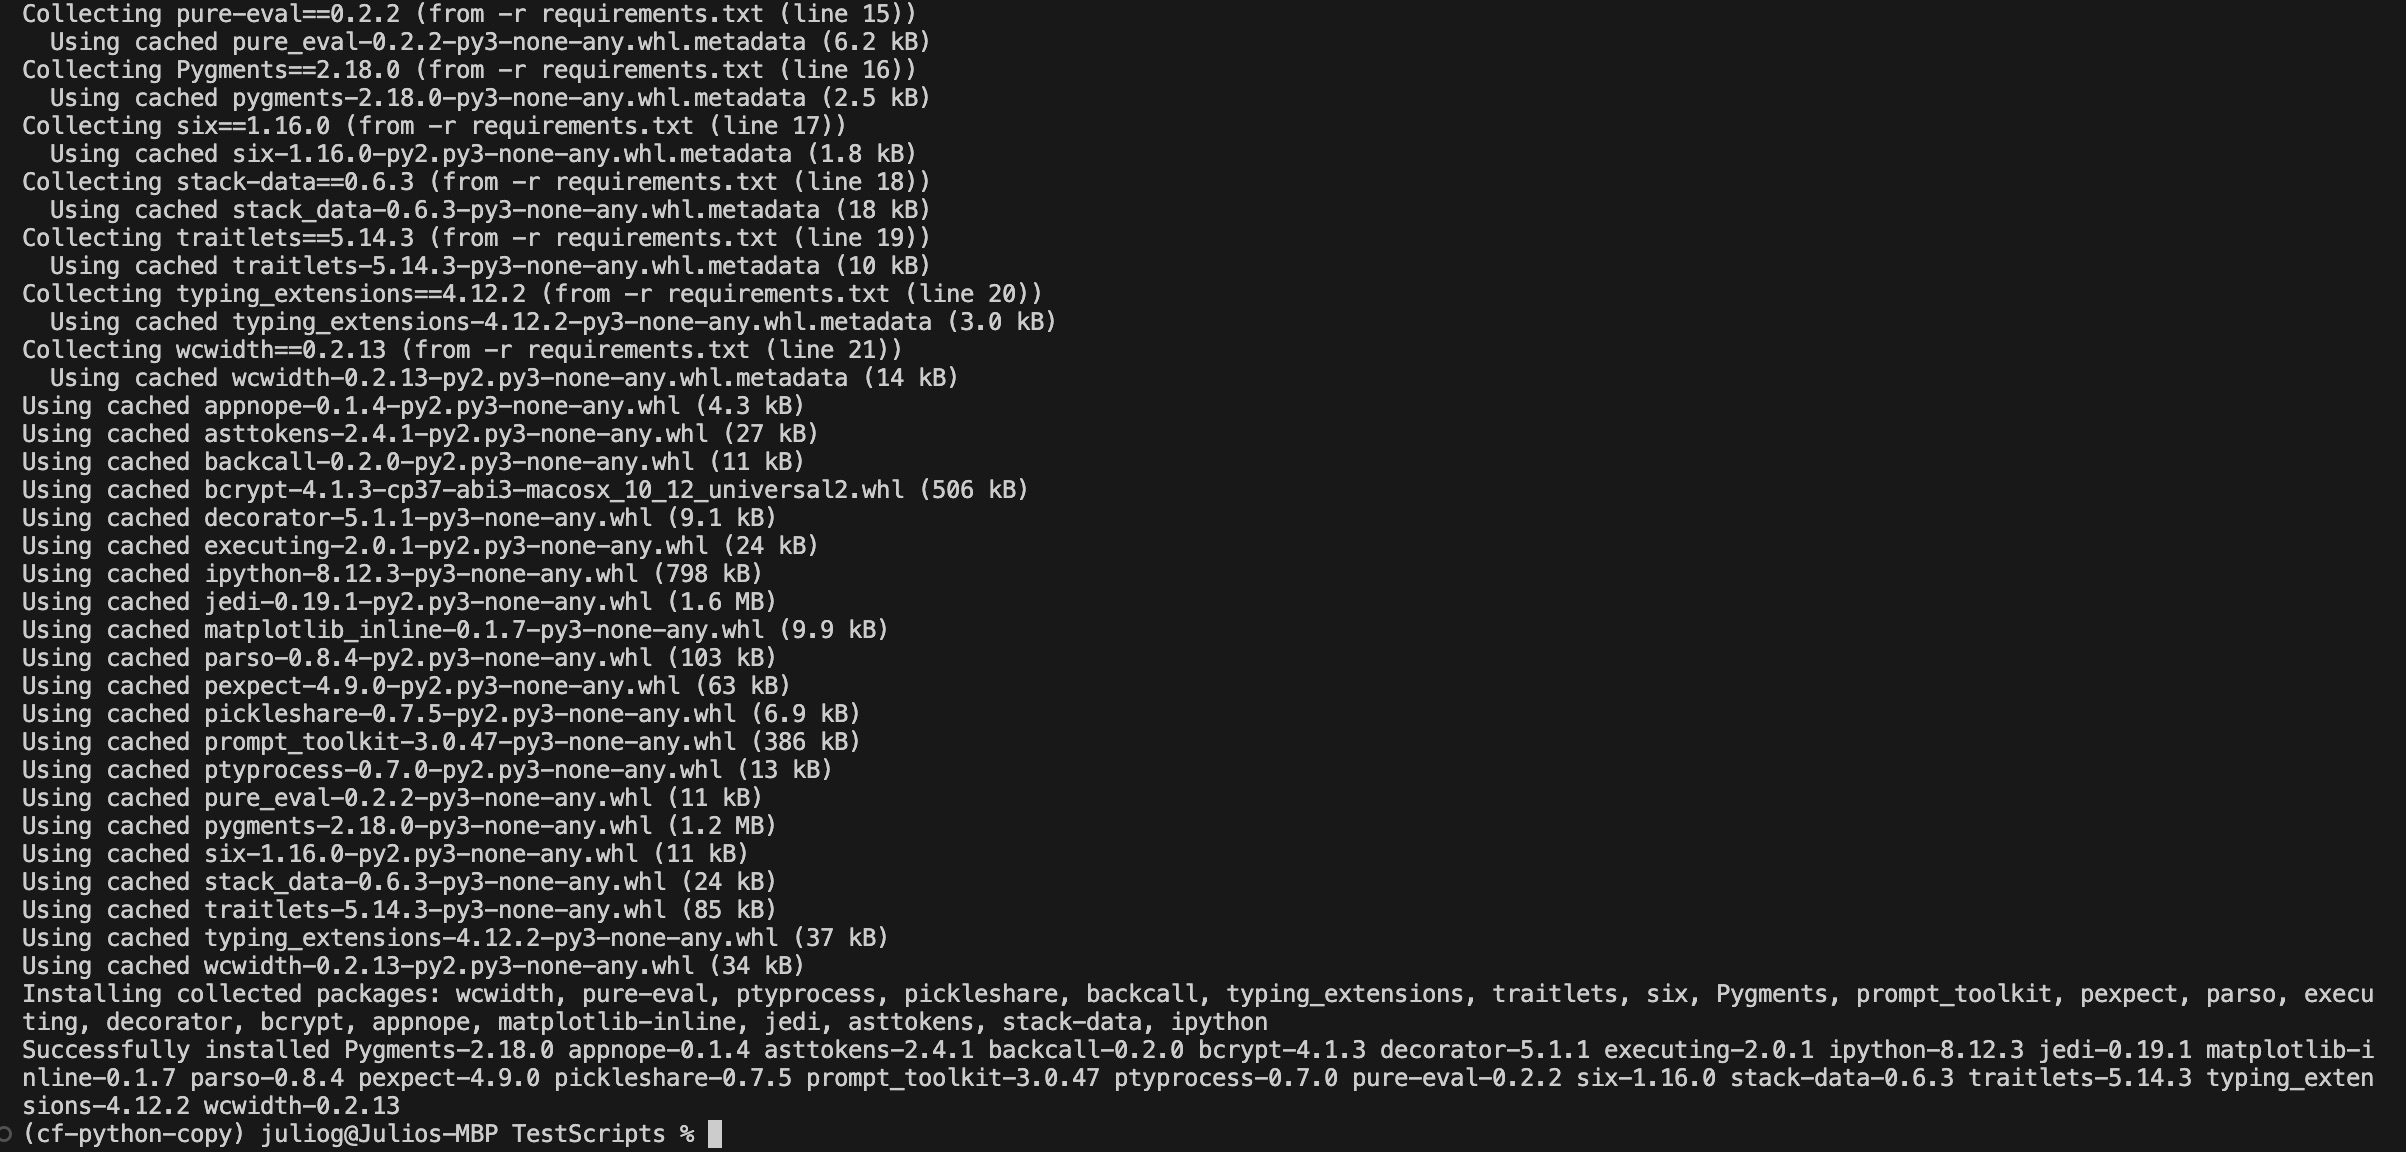 Collecting pure-eval==0.2.2 (from -r requirements.txt (line 15))
  Using cached pure_eval-0.2.2-py3-none-any.whl.metadata (6.2 kB)
Collecting Pygments==2.18.0 (from -r requirements.txt (line 16))
  Using cached pygments-2.18.0-py3-none-any.whl.metadata (2.5 kB)
Collecting six==1.16.0 (from -r requirements.txt (line 17))
  Using cached six-1.16.0-py2.py3-none-any.whl.metadata (1.8 kB)
Collecting stack-data==0.6.3 (from -r requirements.txt (line 18))
  Using cached stack_data-0.6.3-py3-none-any.whl.metadata (18 kB)
Collecting traitlets==5.14.3 (from -r requirements.txt (line 19))
  Using cached traitlets-5.14.3-py3-none-any.whl.metadata (10 kB)
Collecting typing_extensions==4.12.2 (from -r requirements.txt (line 20))
  Using cached typing_extensions-4.12.2-py3-none-any.whl.metadata (3.0 kB)
Collecting wcwidth==0.2.13 (from -r requirements.txt (line 21))
  Using cached wcwidth-0.2.13-py2.py3-none-any.whl.metadata (14 kB)
Using cached appnope-0.1.4-py2.py3-none-any.whl (4.3 kB)
Using cached asttokens-2.4.1-py2.py3-none-any.whl (27 kB)
Using cached backcall-0.2.0-py2.py3-none-any.whl (11 kB)
Using cached bcrypt-4.1.3-cp37-abi3-macosx_10_12_universal2.whl (506 kB)
Using cached decorator-5.1.1-py3-none-any.whl (9.1 kB)
Using cached executing-2.0.1-py2.py3-none-any.whl (24 kB)
Using cached ipython-8.12.3-py3-none-any.whl (798 kB)
Using cached jedi-0.19.1-py2.py3-none-any.whl (1.6 MB)
Using cached matplotlib_inline-0.1.7-py3-none-any.whl (9.9 kB)
Using cached parso-0.8.4-py2.py3-none-any.whl (103 kB)
Using cached pexpect-4.9.0-py2.py3-none-any.whl (63 kB)
Using cached pickleshare-0.7.5-py2.py3-none-any.whl (6.9 kB)
Using cached prompt_toolkit-3.0.47-py3-none-any.whl (386 kB)
Using cached ptyprocess-0.7.0-py2.py3-none-any.whl (13 kB)
Using cached pure_eval-0.2.2-py3-none-any.whl (11 kB)
Using cached pygments-2.18.0-py3-none-any.whl (1.2 MB)
Using cached six-1.16.0-py2.py3-none-any.whl (11 kB)
Using cached stack_data-0.6.3-py3-none-any.whl (24 kB)
Using cached traitlets-5.14.3-py3-none-any.whl (85 kB)
Using cached typing_extensions-4.12.2-py3-none-any.whl (37 kB)
Using cached wcwidth-0.2.13-py2.py3-none-any.whl (34 kB)
Installing collected packages: wcwidth, pure-eval, ptyprocess, pickleshare, backcall, typing_extensions, traitlets, six, Pygments, prompt_toolkit, pexpect, parso, execu
ting, decorator, bcrypt, appnope, matplotlib-inline, jedi, asttokens, stack-data, ipython
Successfully installed Pygments-2.18.0 appnope-0.1.4 asttokens-2.4.1 backcall-0.2.0 bcrypt-4.1.3 decorator-5.1.1 executing-2.0.1 ipython-8.12.3 jedi-0.19.1 matplotlib-i
nline-0.1.7 parso-0.8.4 pexpect-4.9.0 pickleshare-0.7.5 prompt_toolkit-3.0.47 ptyprocess-0.7.0 pure-eval-0.2.2 six-1.16.0 stack-data-0.6.3 traitlets-5.14.3 typing_exten
sions-4.12.2 wcwidth-0.2.13
(cf-python-copy) juliog@Julios-MBP TestScripts %